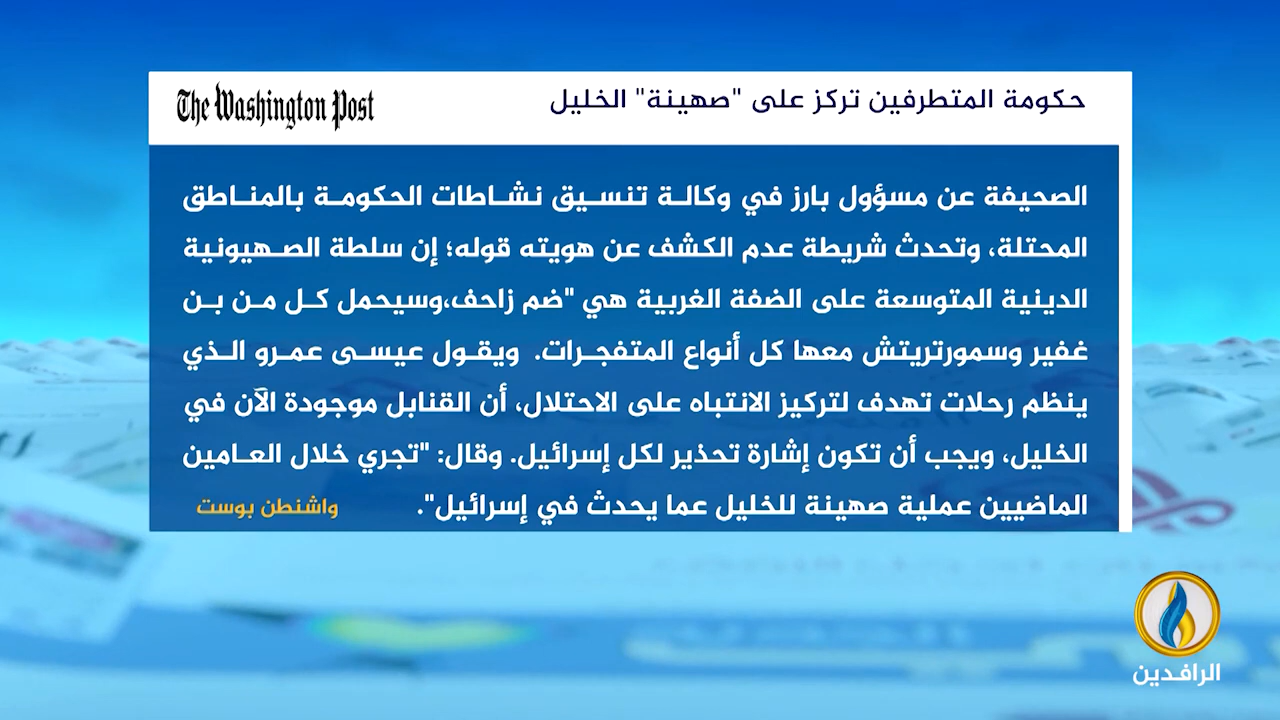 حكومة المتطرفين تركز على "صهينة" الخليل
The Washington Post
الصحيفة عن مسؤول بارز في وكالة تنسيق نشاطات الحكومة بالمناطق
المحتلة، وتحدث شريطة عدم الكشف عن هويته قوله؛ إن سلطة الصهيونية
الدينية المتوسعة على الضفة الغربية هي "ضم زاحف،وسيحمل كل من بن
غفير وسمورتريتش معها كل أنواع المتفجرات. ويقول عيسى عمرو الذي
ينظم رحلات تهدف لتركيز الانتباه على الاحتلال، أن القنابل موجودة الآن في
الخليل، ويجب أن تكون إشارة تحذير لكل إسرائيل. وقال: "تجري خلال العامين
الماضيين عملية صهينة للخليل عما يحدث في إسرائيل".
واشنطن بوست
الرافدين